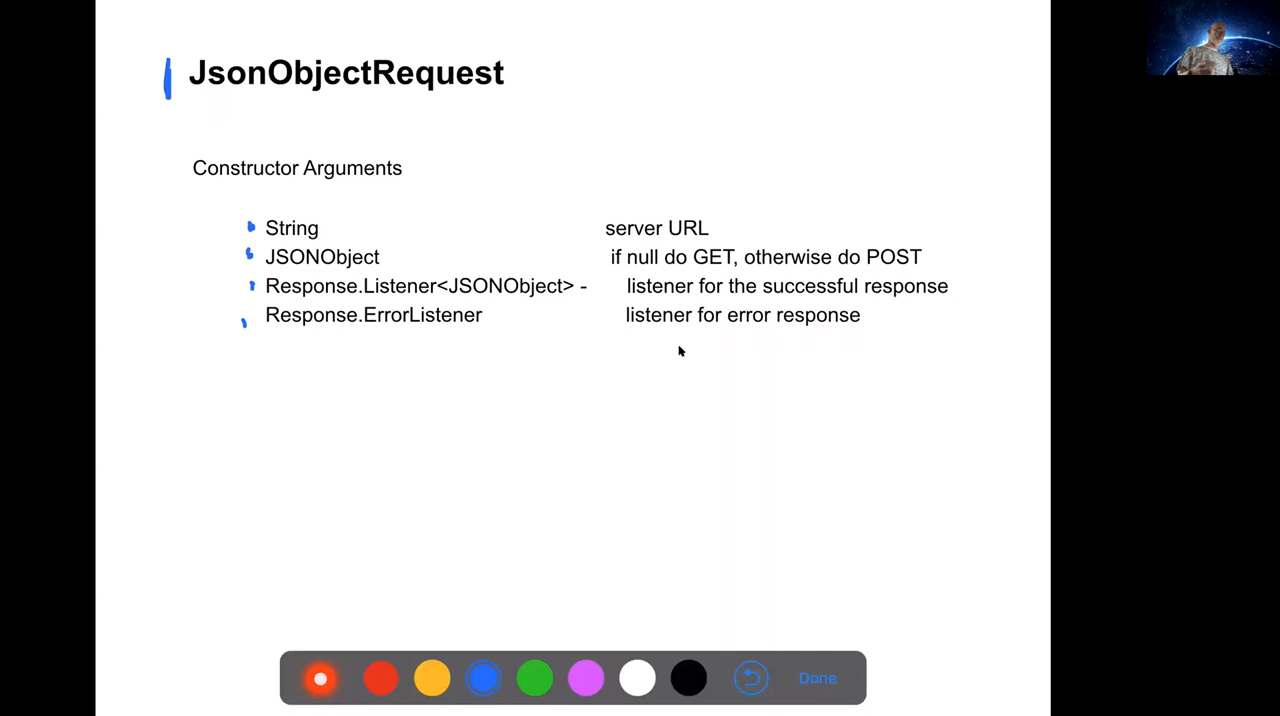 JsonObjectRequest
Constructor Arguments
String server URL
JSONObject if null do GET, otherwise do POST
Response.Listener<JSONObject> - listener for the successful response
Response.ErrorListener listener for error response
Done